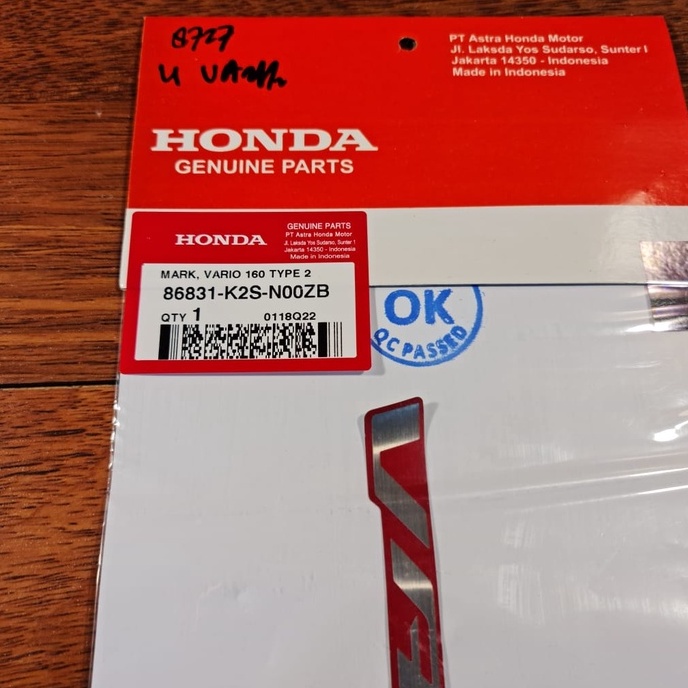 8727
PT Astra Honda Motor
Jl. Laksda Yos Sudarso, Sunter I
Jakarta 14350 - Indonesia
Made in Indonesia
HONDA
GENUINE PARTS
HONDA
GENUINE PARTS
PT Astra Honda Motor
Jl. Laksda Yos Sudarso, Sunter 1
Jakarta 14350 - Indonesia
Made in Indonesia
MARK, VARIO 160 TYPE 2
86831-K2S-N00ZB
QTY 1 0118Q22
OK
QC PASSED